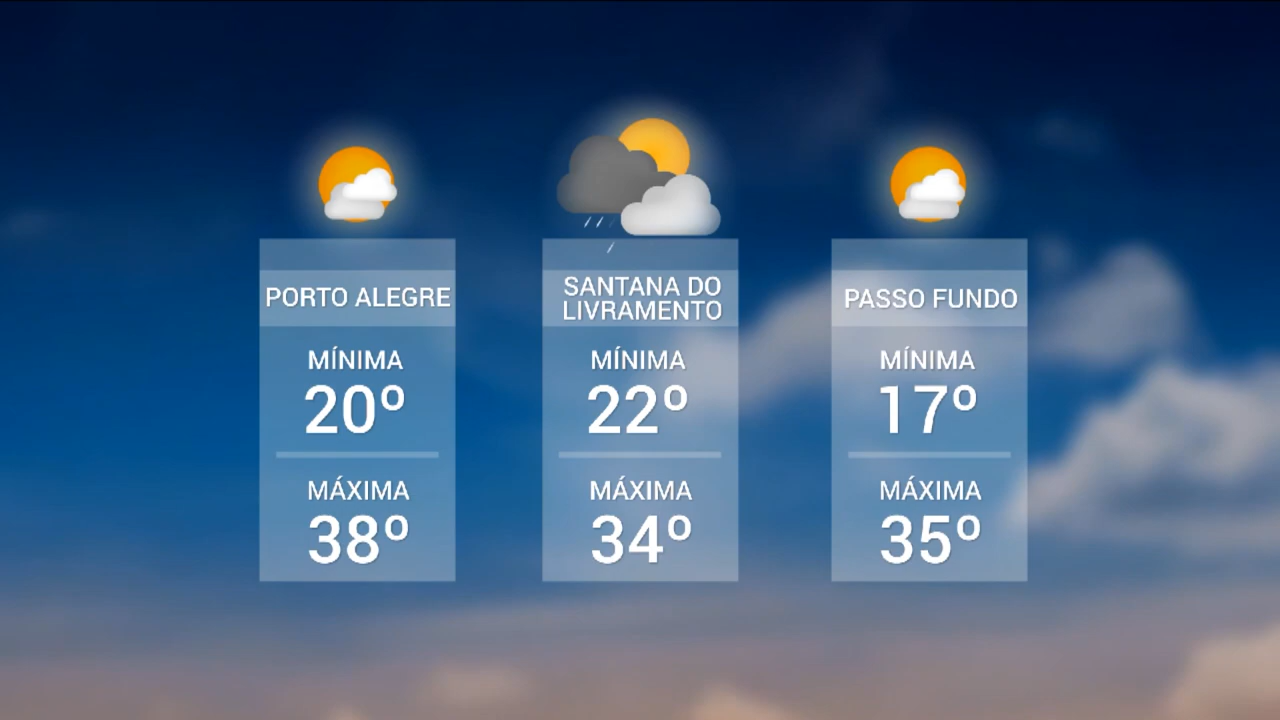 PORTO ALEGRE
MÍNIMA
20º
MÁXIMA
38º
SANTANA DO
LIVRAMENTO
MÍNIMA
22º
MÁXIMA
34º
PASSO FUNDO
MÍNIMA
17º
MÁXIMA
35º